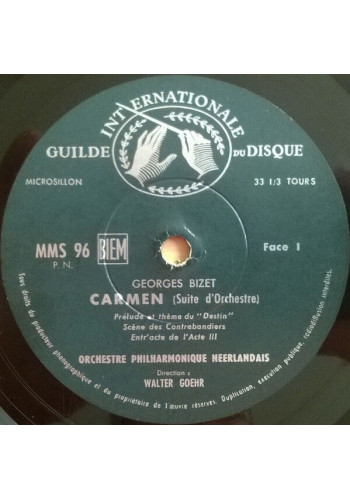 INTERNATIONALE
GUILDE DU DISQUE
MICROSILLON 33 1/3 TOURS
MMS 96 BIEM Face 1
P.N.
GEORGES BIZET
CARMEN (Suite d'Orchestre)
Prélude et thème du "Destin"
Scène des Contrebandiers
Entr'acte de l'Acte III
ORCHESTRE PHILHARMONIQUE NEERLANDAIS
Direction :
WALTER GOEHR
Tous droits du producteur phonographique et du propriétaire de l'œuvre réservés. Duplication, exécution publique, radiodiffusion interdites.